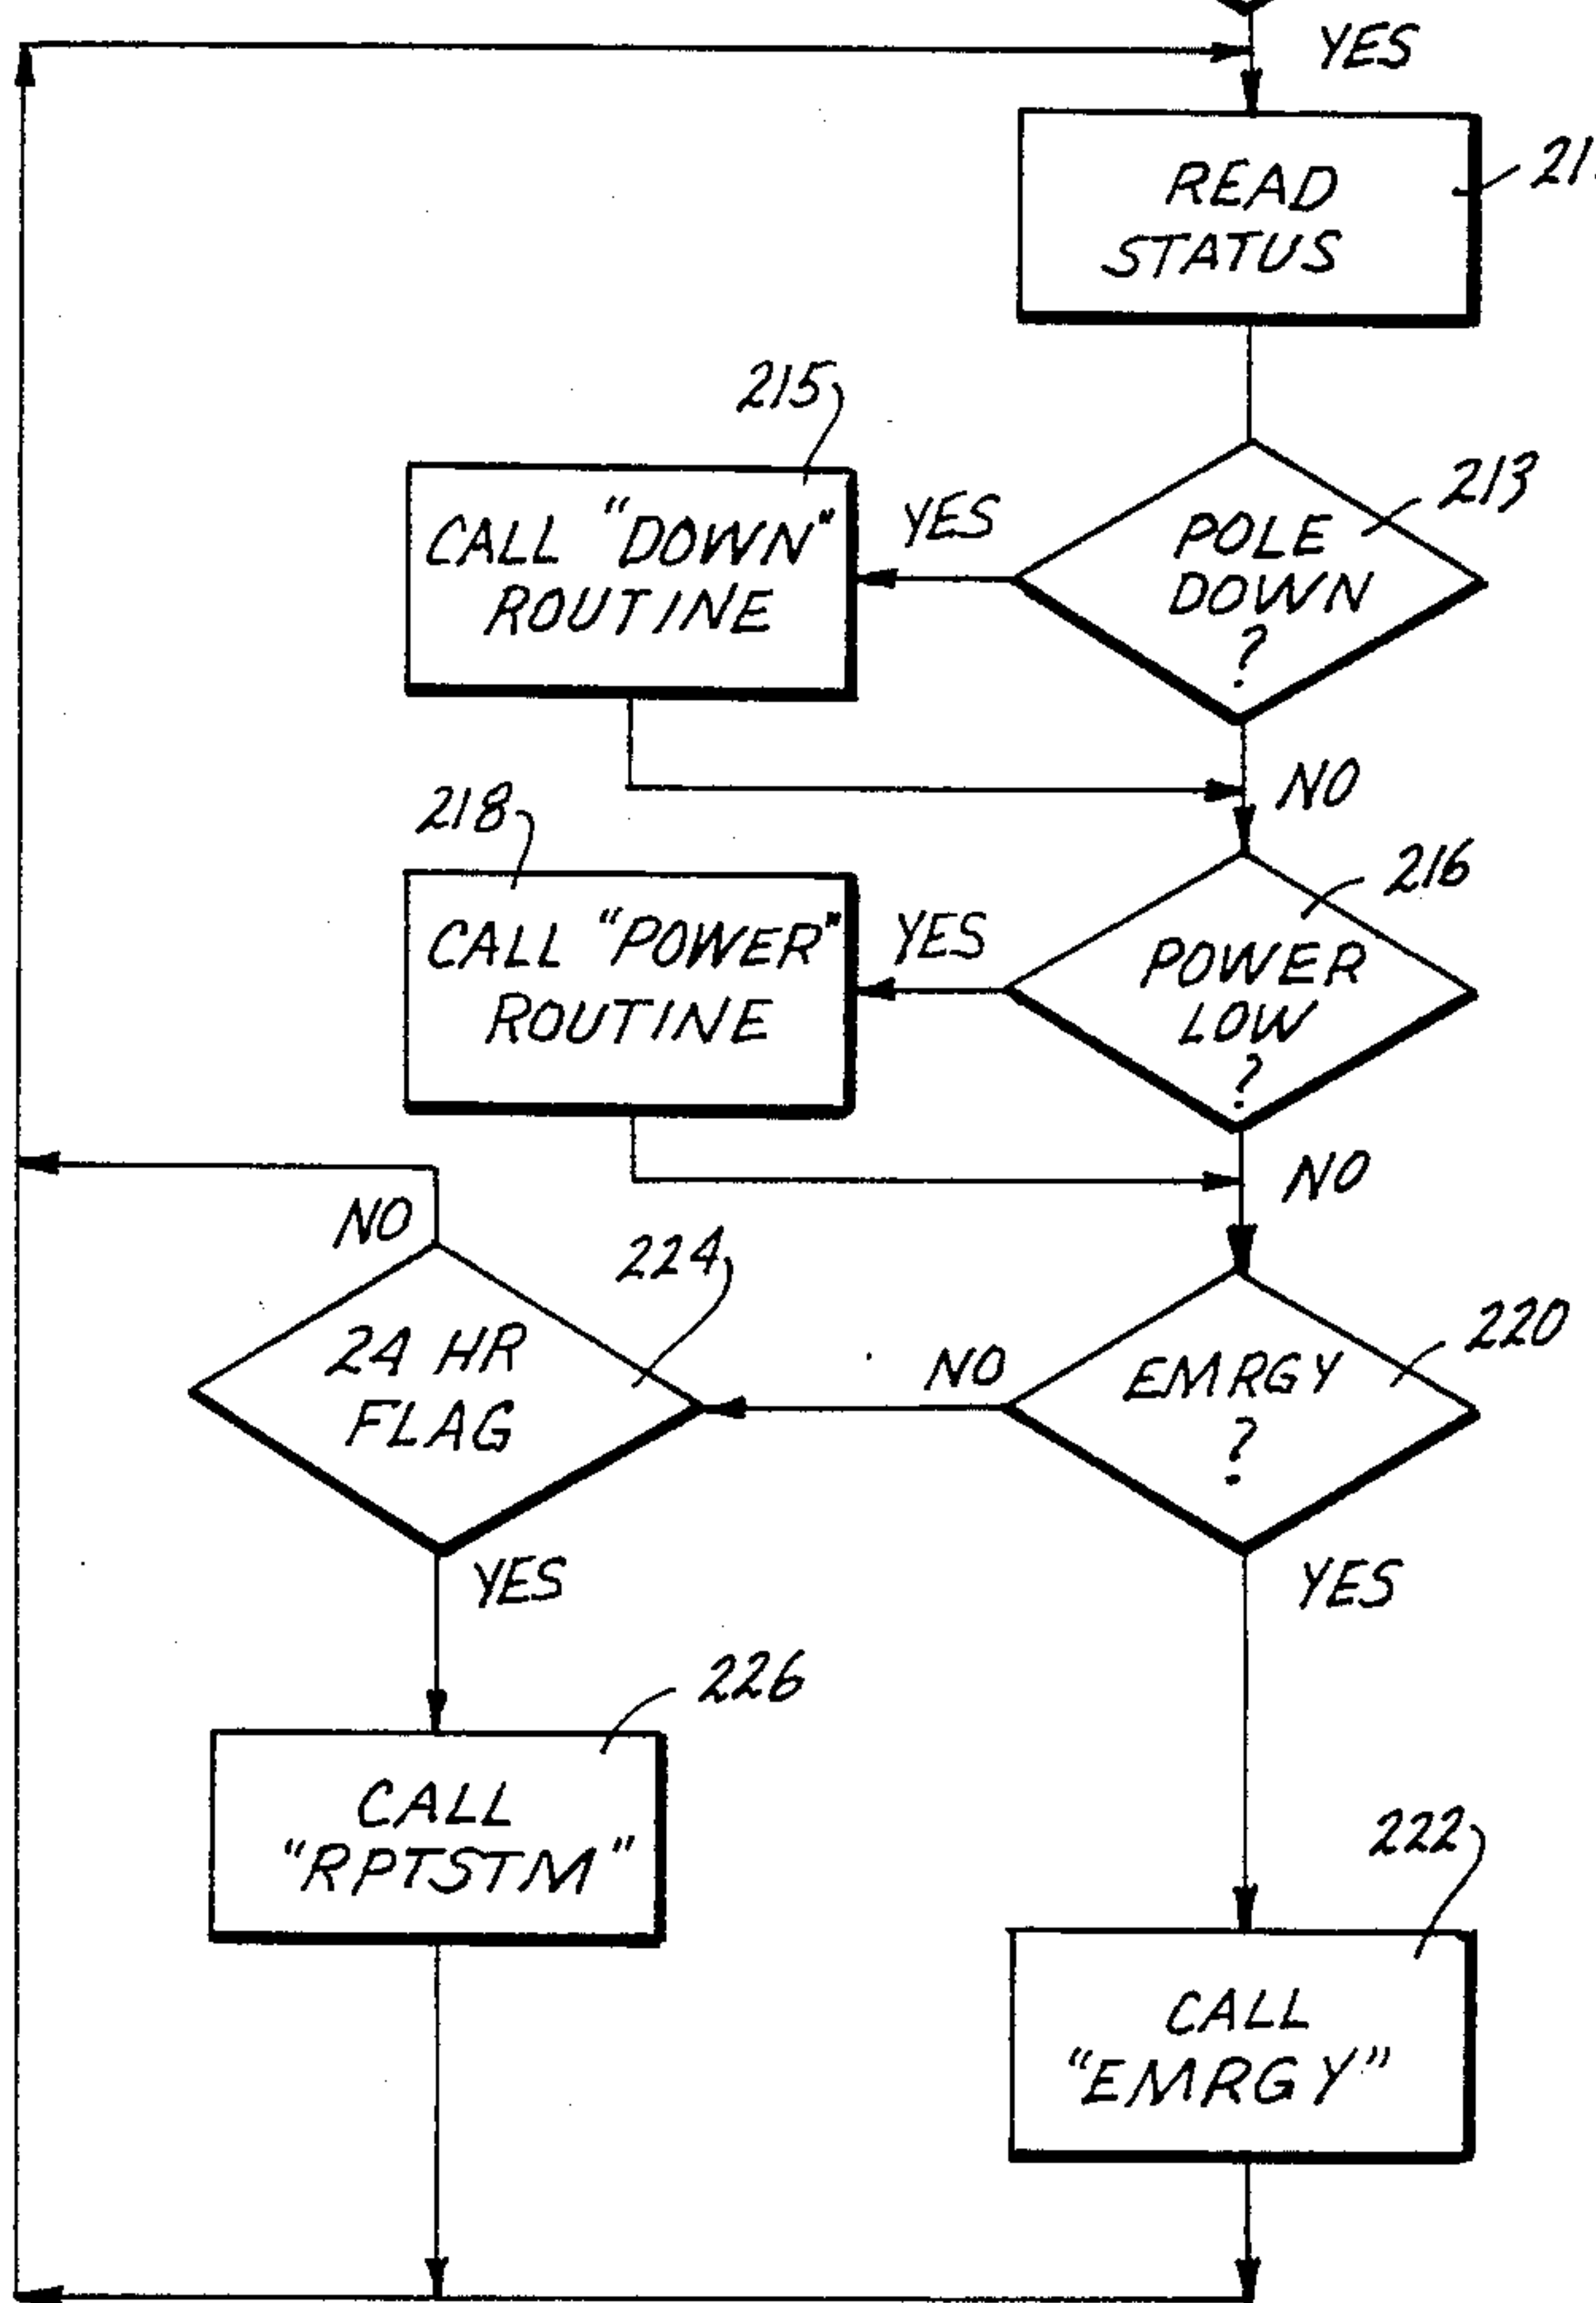 YES
READ
STATUS
215
CALL "DOWN"
ROUTINE
YES
213
POLE
DOWN
?
NO
218
CALL "POWER"
ROUTINE
YES
216
POWER
LOW
?
NO
NO
224
24 HR
FLAG
NO
220
EMRGY
?
YES
YES
226
CALL
"RPTSTM"
222
CALL
"EMRGY"